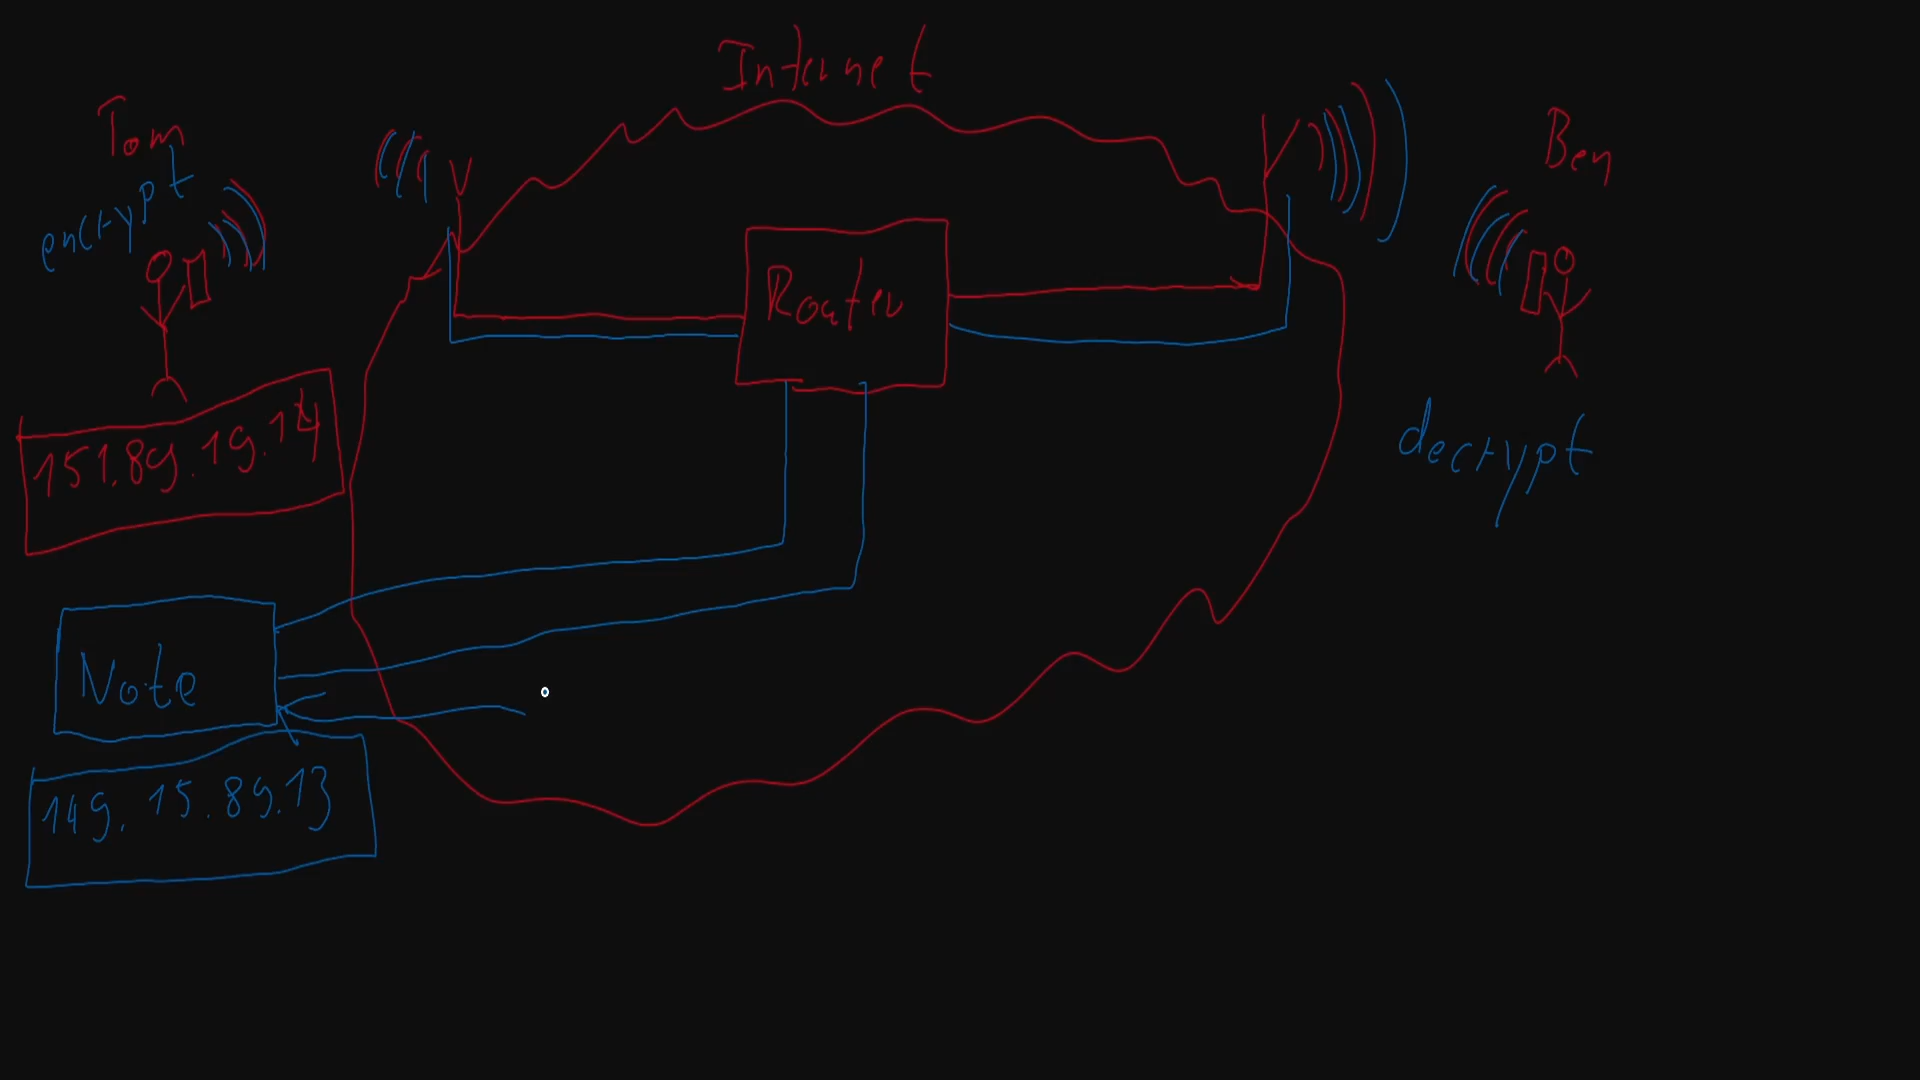 Internet
Tom
encrypt
Ben
Router
151.89.19.14
decrypt
Note
149.15.89.13